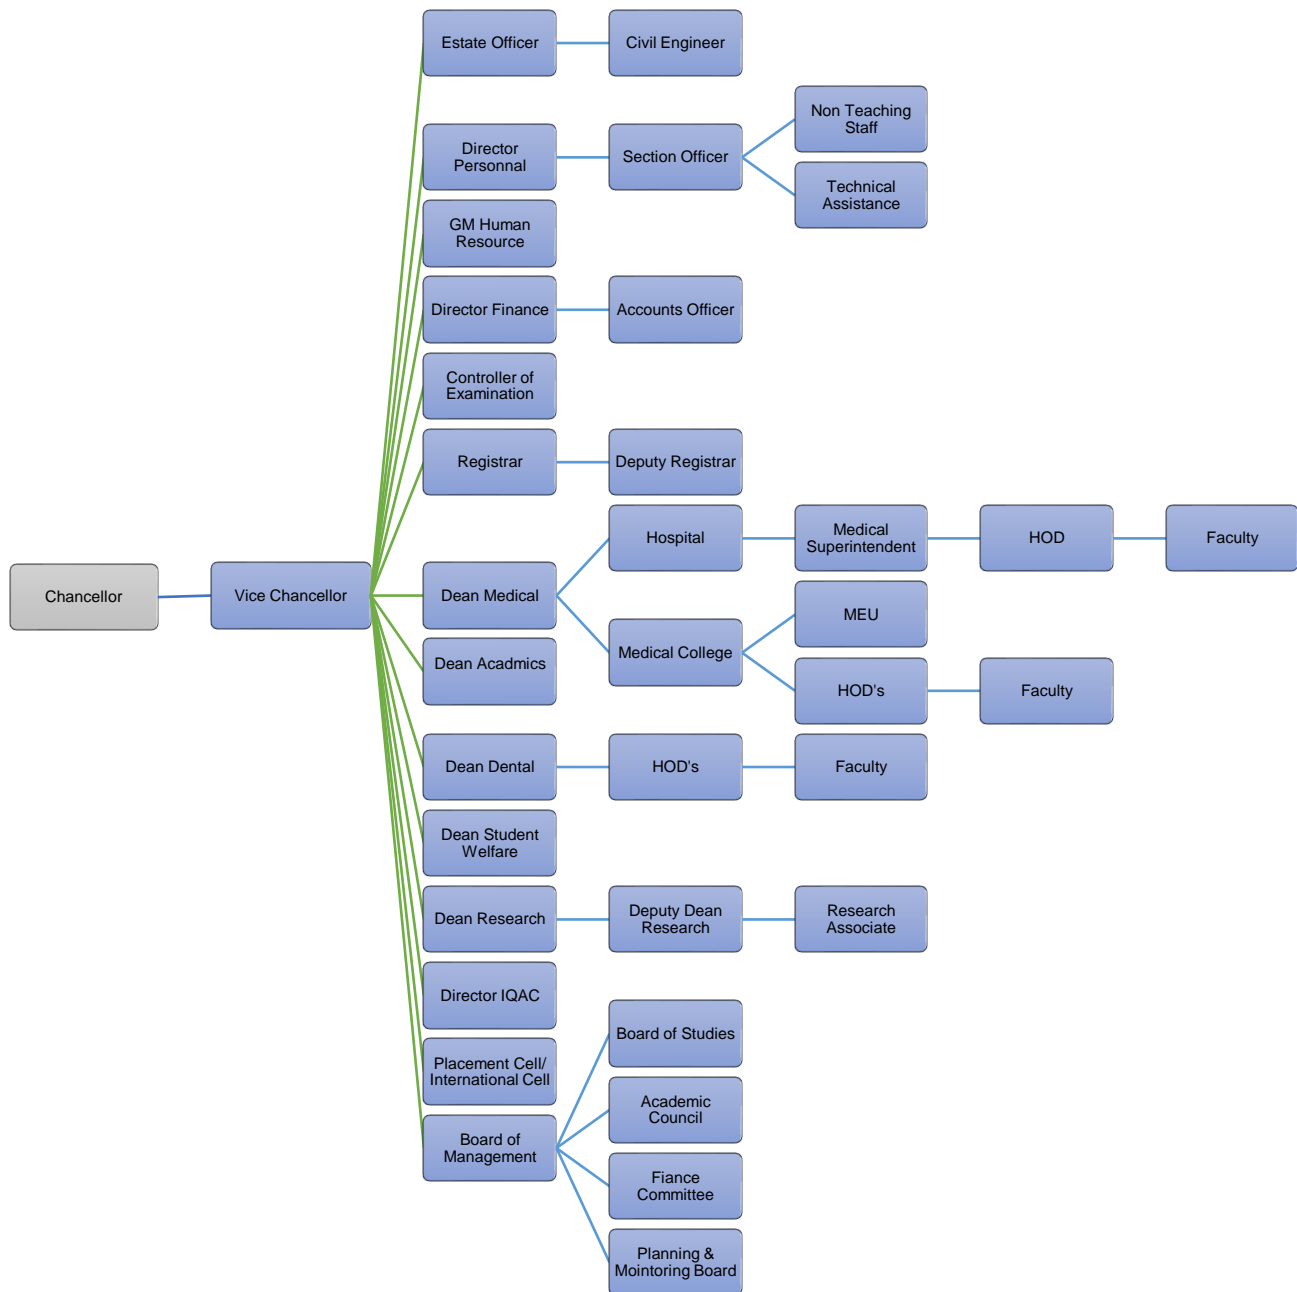 Estate Officer
Civil Engineer
Non Teaching
Staff
Director
Personnal
Section Officer
Technical
Assistance
GM Human
Resource
Director Finance
Accounts Officer
Controller of
Examination
Registrar
Deputy Registrar
Hospital
Medical
Superintendent
HOD
Faculty
Chancellor
Vice Chancellor
Dean Medical
MEU
Medical College
Dean Acadmics
HOD's
Faculty
Dean Dental
HOD's
Faculty
Dean Student
Welfare
Dean Research
Deputy Dean
Research
Research
Associate
Director IQAC
Board of Studies
Placement Cell/
International Cell
Academic
Council
Board of
Management
Fiance
Committee
Planning &
Mointoring Board